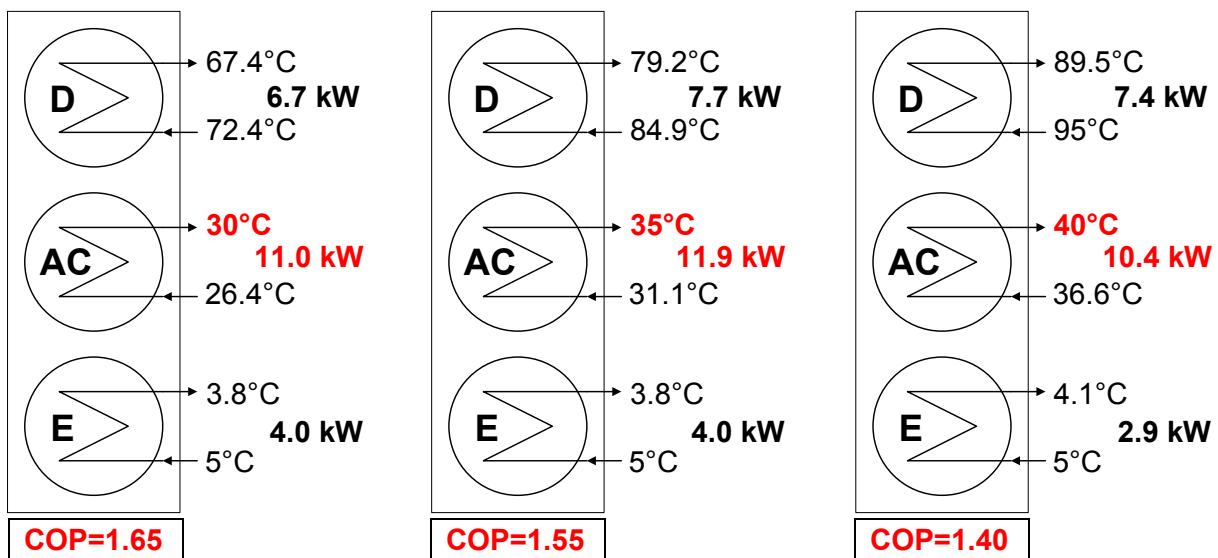 D
67.4°C
6.7 kW
72.4°C
AC
30°C
11.0 kW
26.4°C
E
3.8°C
4.0 kW
5°C
COP=1.65
D
79.2°C
7.7 kW
84.9°C
AC
35°C
11.9 kW
31.1°C
E
3.8°C
4.0 kW
5°C
COP=1.55
D
89.5°C
7.4 kW
95°C
AC
40°C
10.4 kW
36.6°C
E
4.1°C
2.9 kW
5°C
COP=1.40